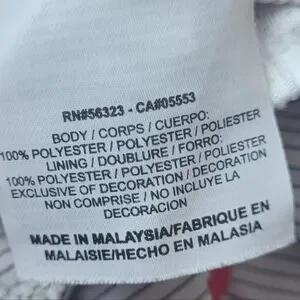 RN#56323 - CA#05553
BODY / CORPS / CUERPO:
100% POLYESTER / POLYESTER / POLIESTER
LINING / DOUBLURE / FORRO:
100% POLYESTER / POLYESTER / POLIESTER
EXCLUSIVE OF DECORATION / DECORATION
NON COMPRISE / NO INCLUYE LA
DECORACION
MADE IN MALAYSIA/FABRIQUE EN
MALAISIE/HECHO EN MALASIA